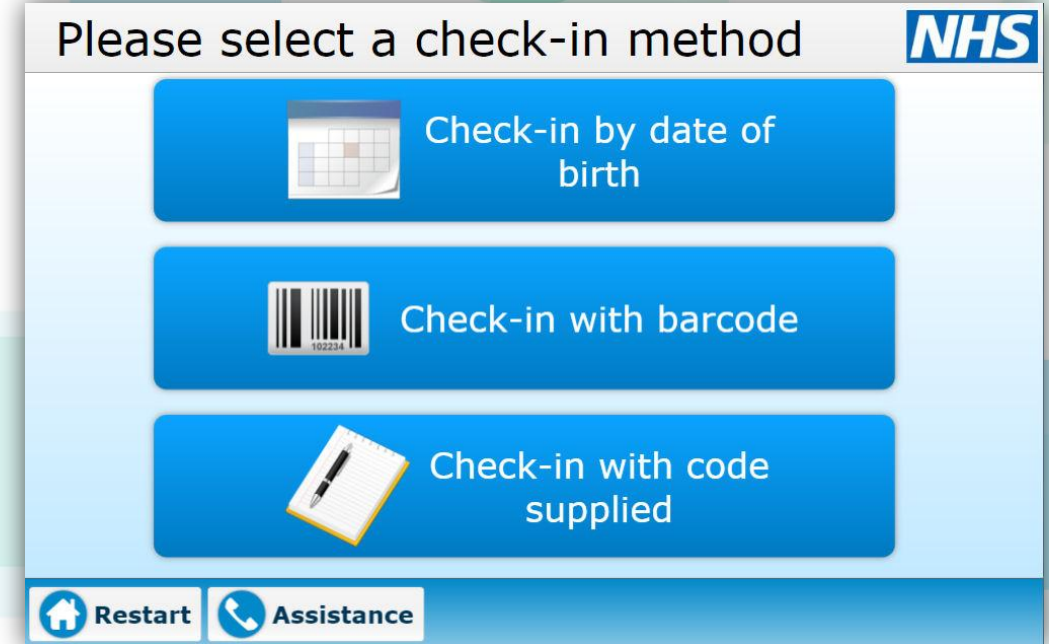 Please select a check-in method
NHS
Check-in by date of
birth
Check-in with barcode
102234
Check-in with code
supplied
Restart
Assistance